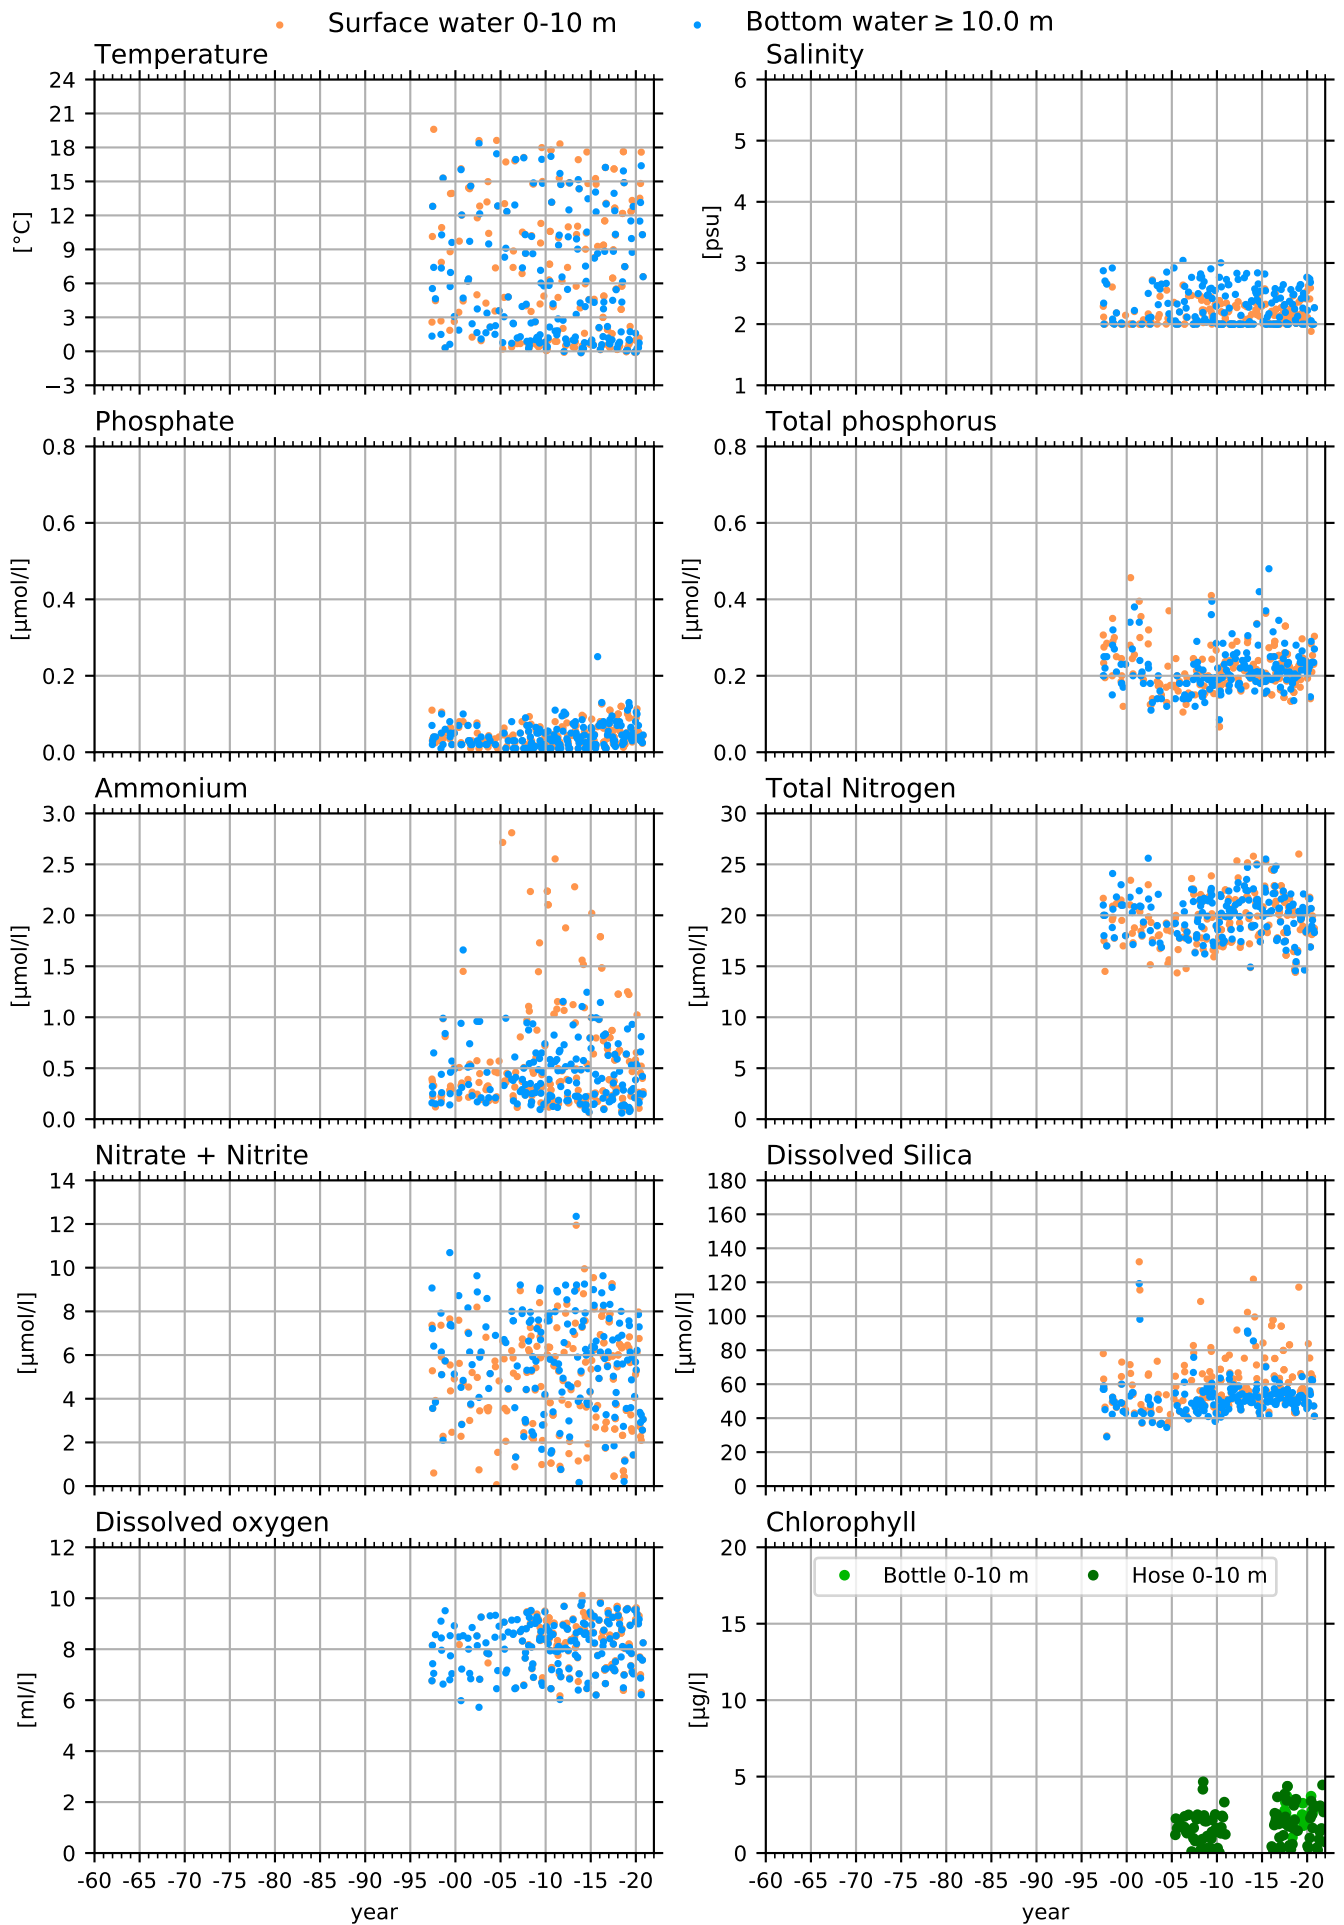 Surface water 0-10 m Bottom water ≥ 10.0 m
Temperature Salinity
24 21 18 15 12 9 6 3 0 −3
[°C]
6 5 4 3 2 1
[psu]
Phosphate Total phosphorus
0.8 0.6 0.4 0.2 0.0
[µmol/l]
0.8 0.6 0.4 0.2 0.0
[µmol/l]
Ammonium Total Nitrogen
3.0 2.5 2.0 1.5 1.0 0.5 0.0
[µmol/l]
30 25 20 15 10 5 0
[µmol/l]
Nitrate + Nitrite Dissolved Silica
14 12 10 8 6 4 2 0
[µmol/l]
180 160 140 120 100 80 60 40 20 0
[µmol/l]
Dissolved oxygen Chlorophyll
12 10 8 6 4 2 0
[ml/l]
20 15 10 5 0
[µg/l]
Bottle 0-10 m Hose 0-10 m
-60 -65 -70 -75 -80 -85 -90 -95 -00 -05 -10 -15 -20
-60 -65 -70 -75 -80 -85 -90 -95 -00 -05 -10 -15 -20
year year